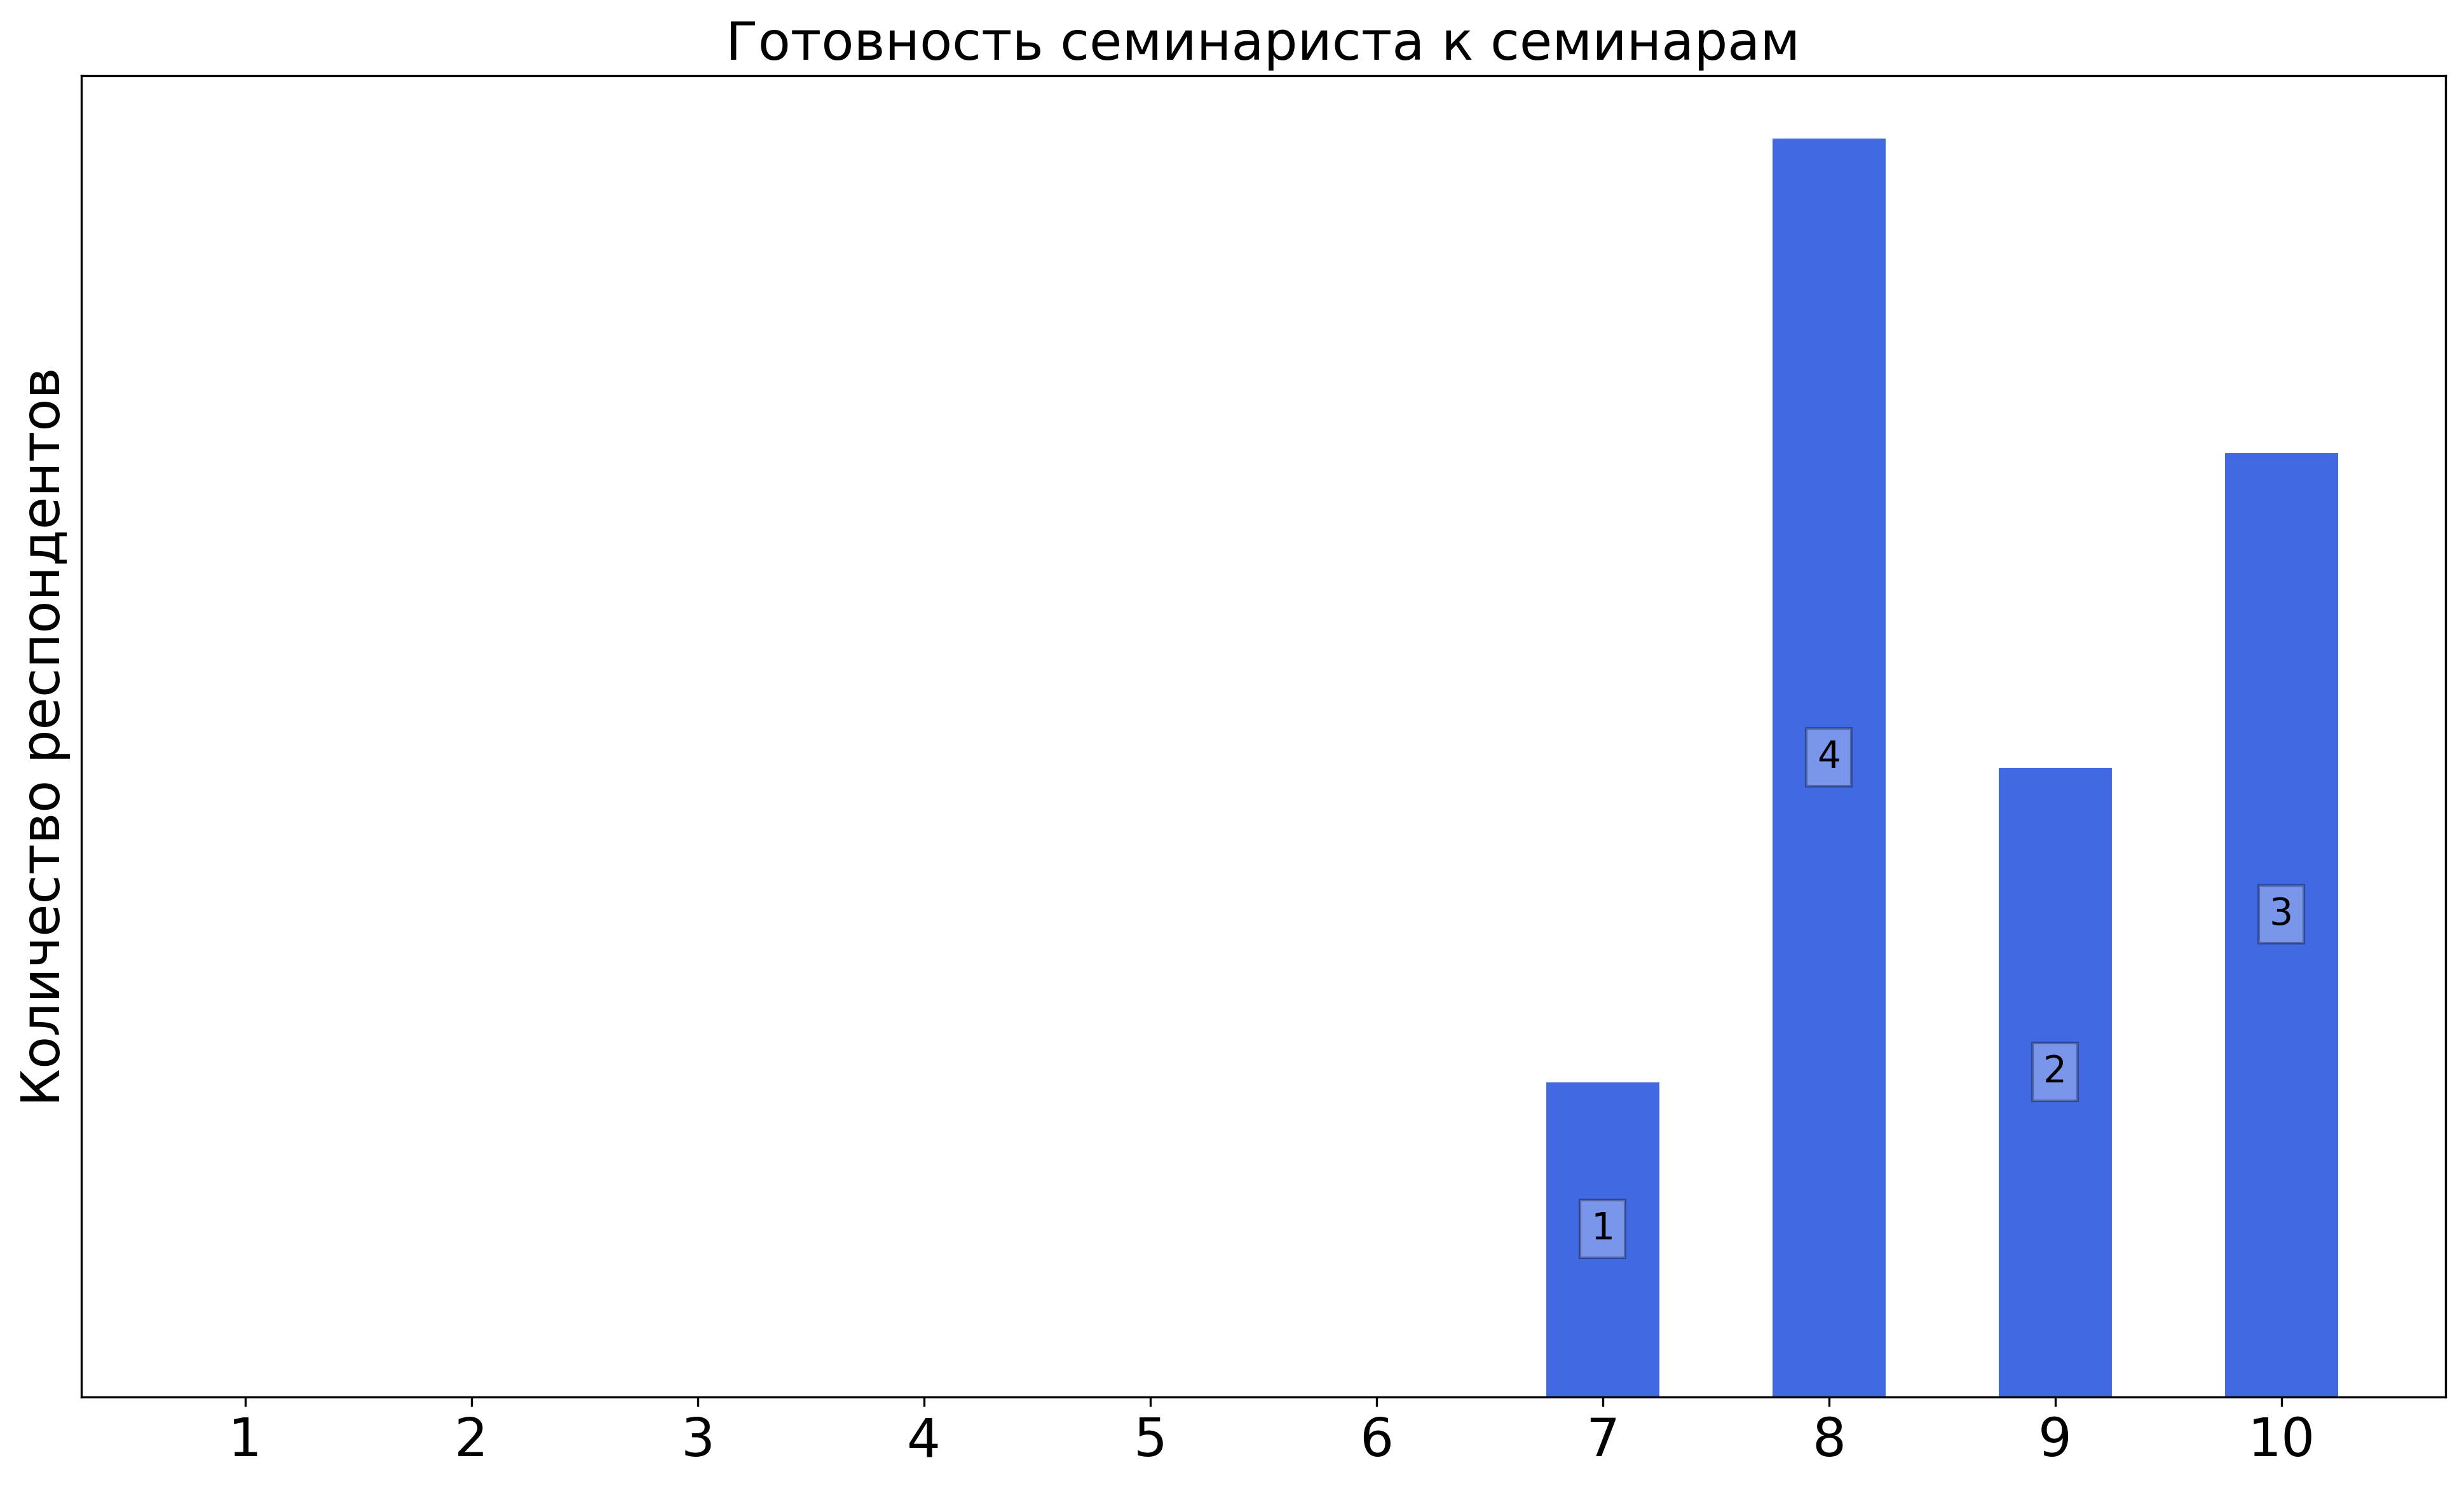 Готовность семинариста к семинарам
Количество респондентов
4
3
2
1
1 2 3 4 5 6 7 8 9 10